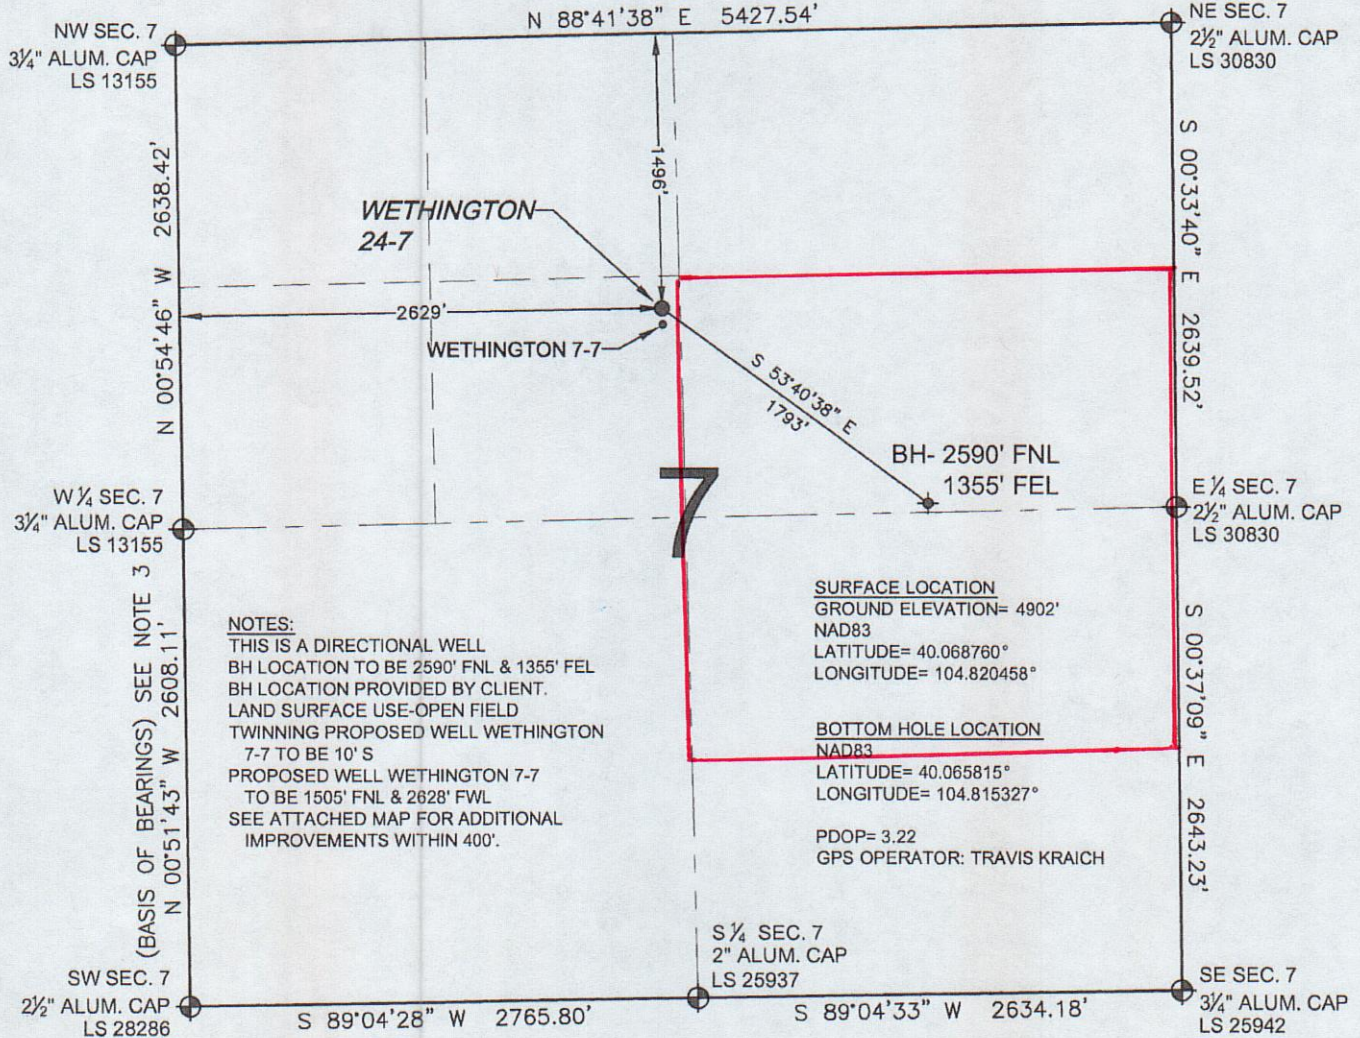 N 88°41'38" E 5427.54'
NW SEC. 7
3¼" ALUM. CAP
LS 13155
NE SEC. 7
2½" ALUM. CAP
LS 30830
N 00°54'46" W 2638.42'
S 00°33'40" E 2639.52'
1496'
WETHINGTON
24-7
2629'
WETHINGTON 7-7
S 53°40'38" E
1793'
BH- 2590' FNL
1355' FEL
7
W ¼ SEC. 7
3¼" ALUM. CAP
LS 13155
E ¼ SEC. 7
2½" ALUM. CAP
LS 30830
(BASIS OF BEARINGS) SEE NOTE 3
N 00°51'43" W 2608.11'
S 00°37'09" E 2643.23'
NOTES:
THIS IS A DIRECTIONAL WELL
BH LOCATION TO BE 2590' FNL & 1355' FEL
BH LOCATION PROVIDED BY CLIENT.
LAND SURFACE USE-OPEN FIELD
TWINNING PROPOSED WELL WETHINGTON
7-7 TO BE 10' S
PROPOSED WELL WETHINGTON 7-7
TO BE 1505' FNL & 2628' FWL
SEE ATTACHED MAP FOR ADDITIONAL
IMPROVEMENTS WITHIN 400'.
SURFACE LOCATION
GROUND ELEVATION= 4902'
NAD83
LATITUDE= 40.068760°
LONGITUDE= 104.820458°
BOTTOM HOLE LOCATION
NAD83
LATITUDE= 40.065815°
LONGITUDE= 104.815327°
PDOP= 3.22
GPS OPERATOR: TRAVIS KRAICH
S ¼ SEC. 7
2" ALUM. CAP
LS 25937
SW SEC. 7
2½" ALUM. CAP
LS 28286
SE SEC. 7
3¼" ALUM. CAP
LS 25942
S 89°04'28" W 2765.80'
S 89°04'33" W 2634.18'